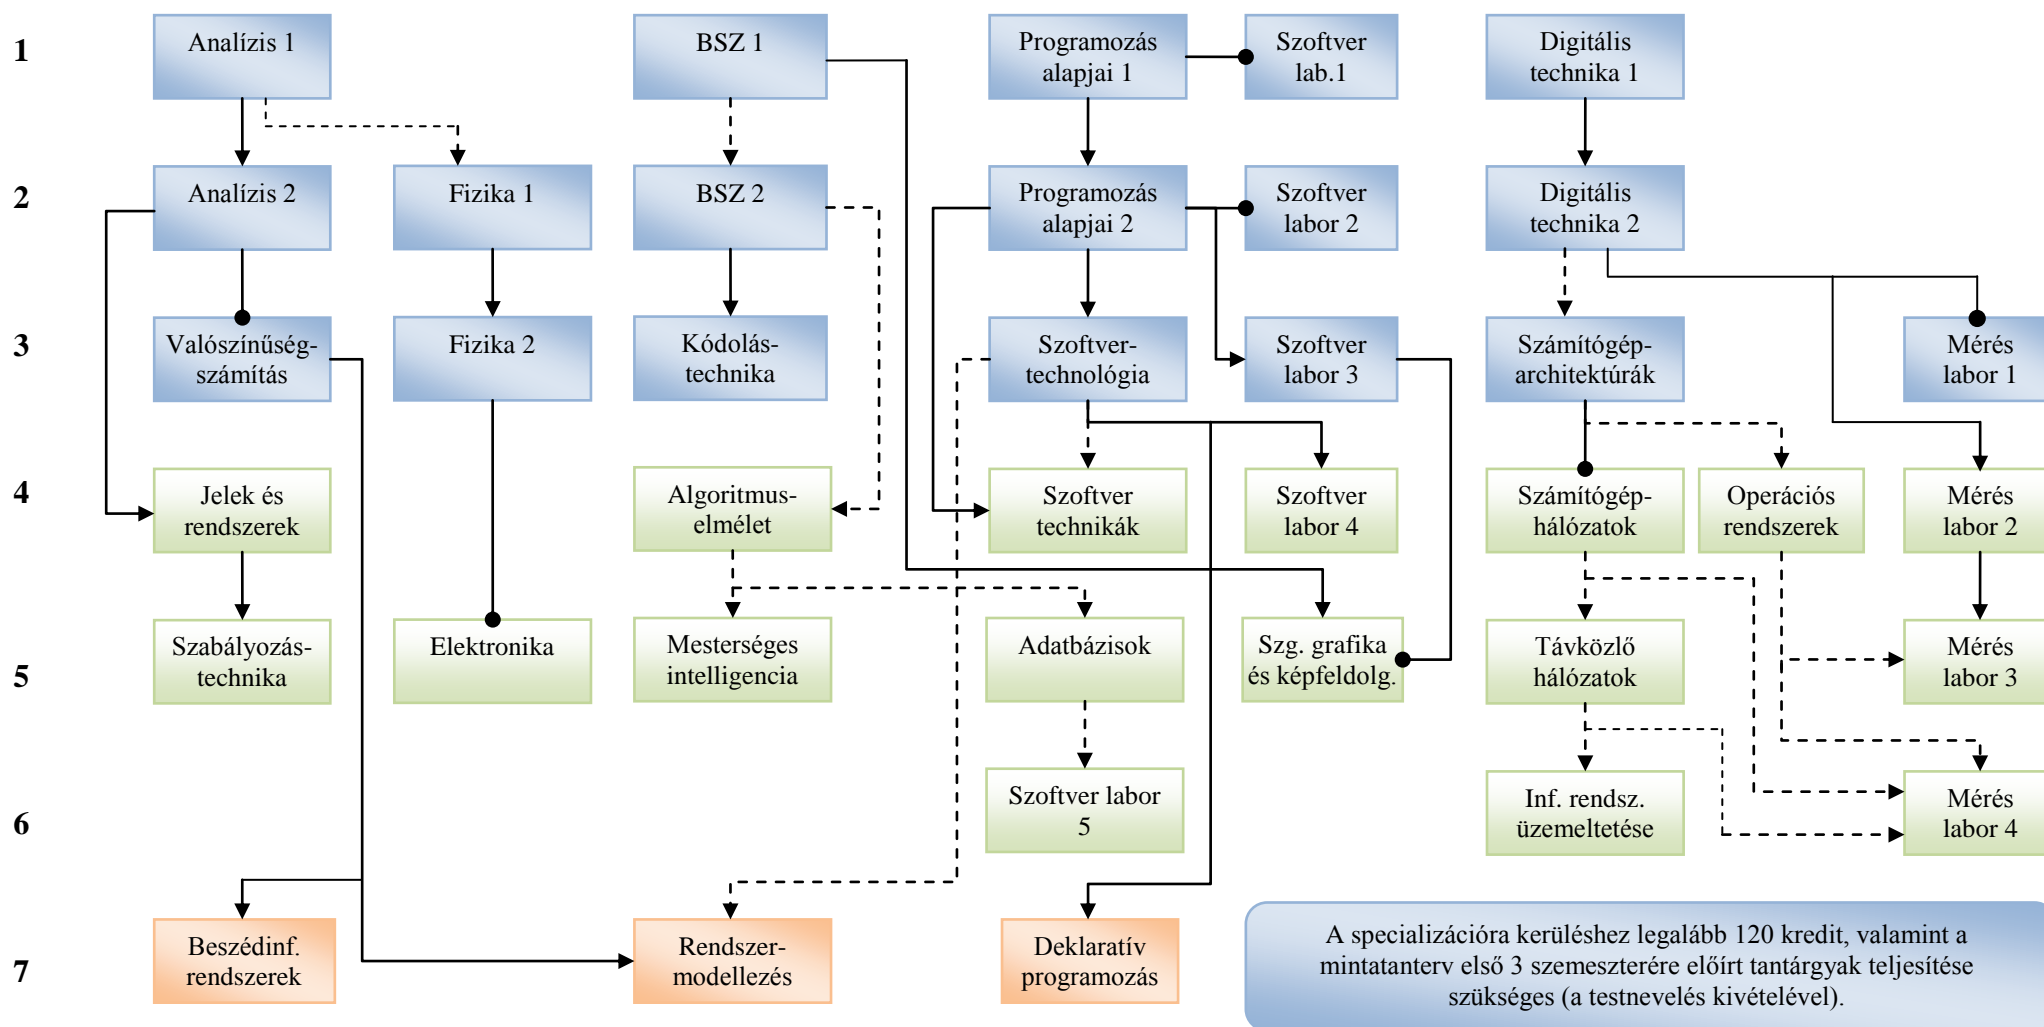 1
Analízis 1
BSZ 1
Programozás
alapjai 1
Szoftver
lab.1
Digitális
technika 1
2
Analízis 2
Fizika 1
BSZ 2
Programozás
alapjai 2
Szoftver
labor 2
Digitális
technika 2
3
Valószínűség-
számítás
Fizika 2
Kódolás-
technika
Szoftver-
technológia
Szoftver
labor 3
Számítógép-
architektúrák
Mérés
labor 1
4
Jelek és
rendszerek
Algoritmus-
elmélet
Szoftver
technikák
Szoftver
labor 4
Számítógép-
hálózatok
Operációs
rendszerek
Mérés
labor 2
5
Szabályozás-
technika
Elektronika
Mesterséges
intelligencia
Adatbázisok
Szg. grafika
és képfeldolg.
Távközlő
hálózatok
Mérés
labor 3
6
Szoftver labor
5
Inf. rendsz.
üzemeltetése
Mérés
labor 4
7
Beszédinf.
rendszerek
Rendszer-
modellezés
Deklaratív
programozás
A specializációra kerüléshez legalább 120 kredit, valamint a
mintatanterv első 3 szemeszterére előírt tantárgyak teljesítése
szükséges (a testnevelés kivételével).